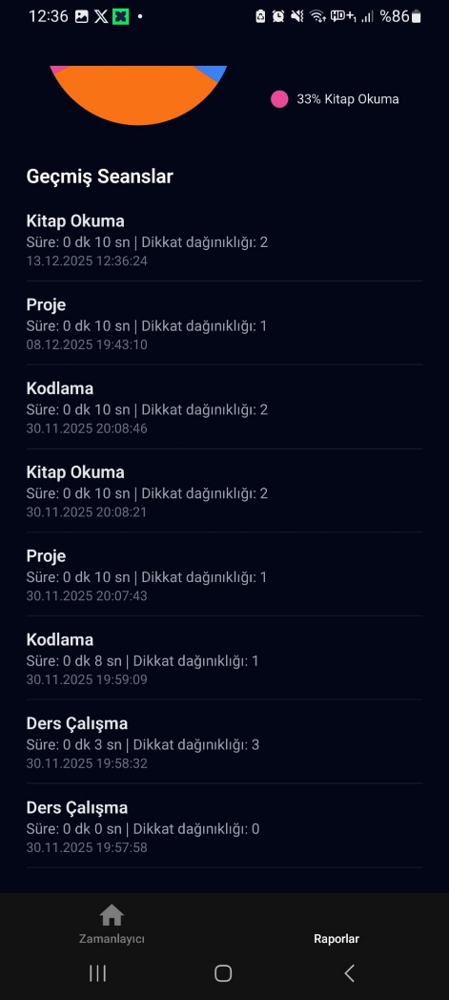 12:36
%86
33% Kitap Okuma
Geçmiş Seanslar
Kitap Okuma
Süre: 0 dk 10 sn | Dikkat dağınıklığı: 2
13.12.2025 12:36:24
Proje
Süre: 0 dk 10 sn | Dikkat dağınıklığı: 1
08.12.2025 19:43:10
Kodlama
Süre: 0 dk 10 sn | Dikkat dağınıklığı: 2
30.11.2025 20:08:46
Kitap Okuma
Süre: 0 dk 10 sn | Dikkat dağınıklığı: 2
30.11.2025 20:08:21
Proje
Süre: 0 dk 10 sn | Dikkat dağınıklığı: 1
30.11.2025 20:07:43
Kodlama
Süre: 0 dk 8 sn | Dikkat dağınıklığı: 1
30.11.2025 19:59:09
Ders Çalışma
Süre: 0 dk 3 sn | Dikkat dağınıklığı: 3
30.11.2025 19:58:32
Ders Çalışma
Süre: 0 dk 0 sn | Dikkat dağınıklığı: 0
30.11.2025 19:57:58
Zamanlayıcı
Raporlar